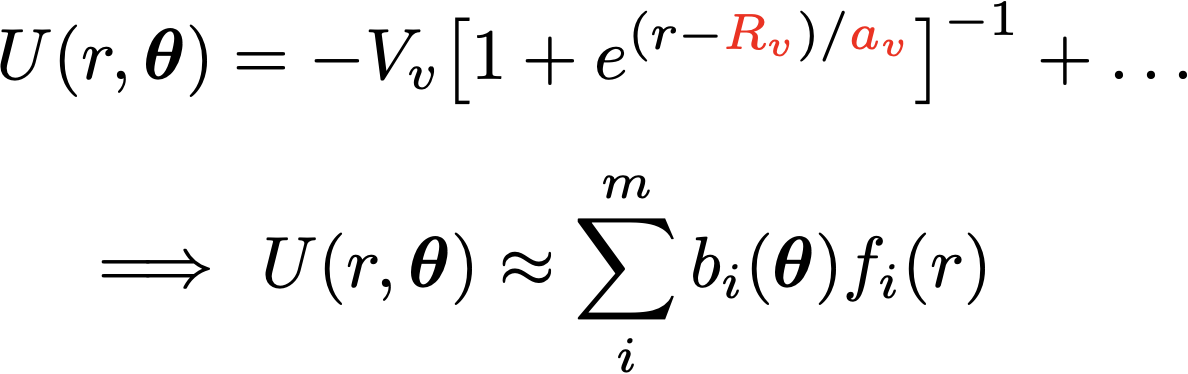 U(r, θ) = −V_v[1 + e^{(r−R_v)/a_v}]^{−1} + …
⟹ U(r, θ) ≈ ∑_{i}^{m} b_i(θ)f_i(r)